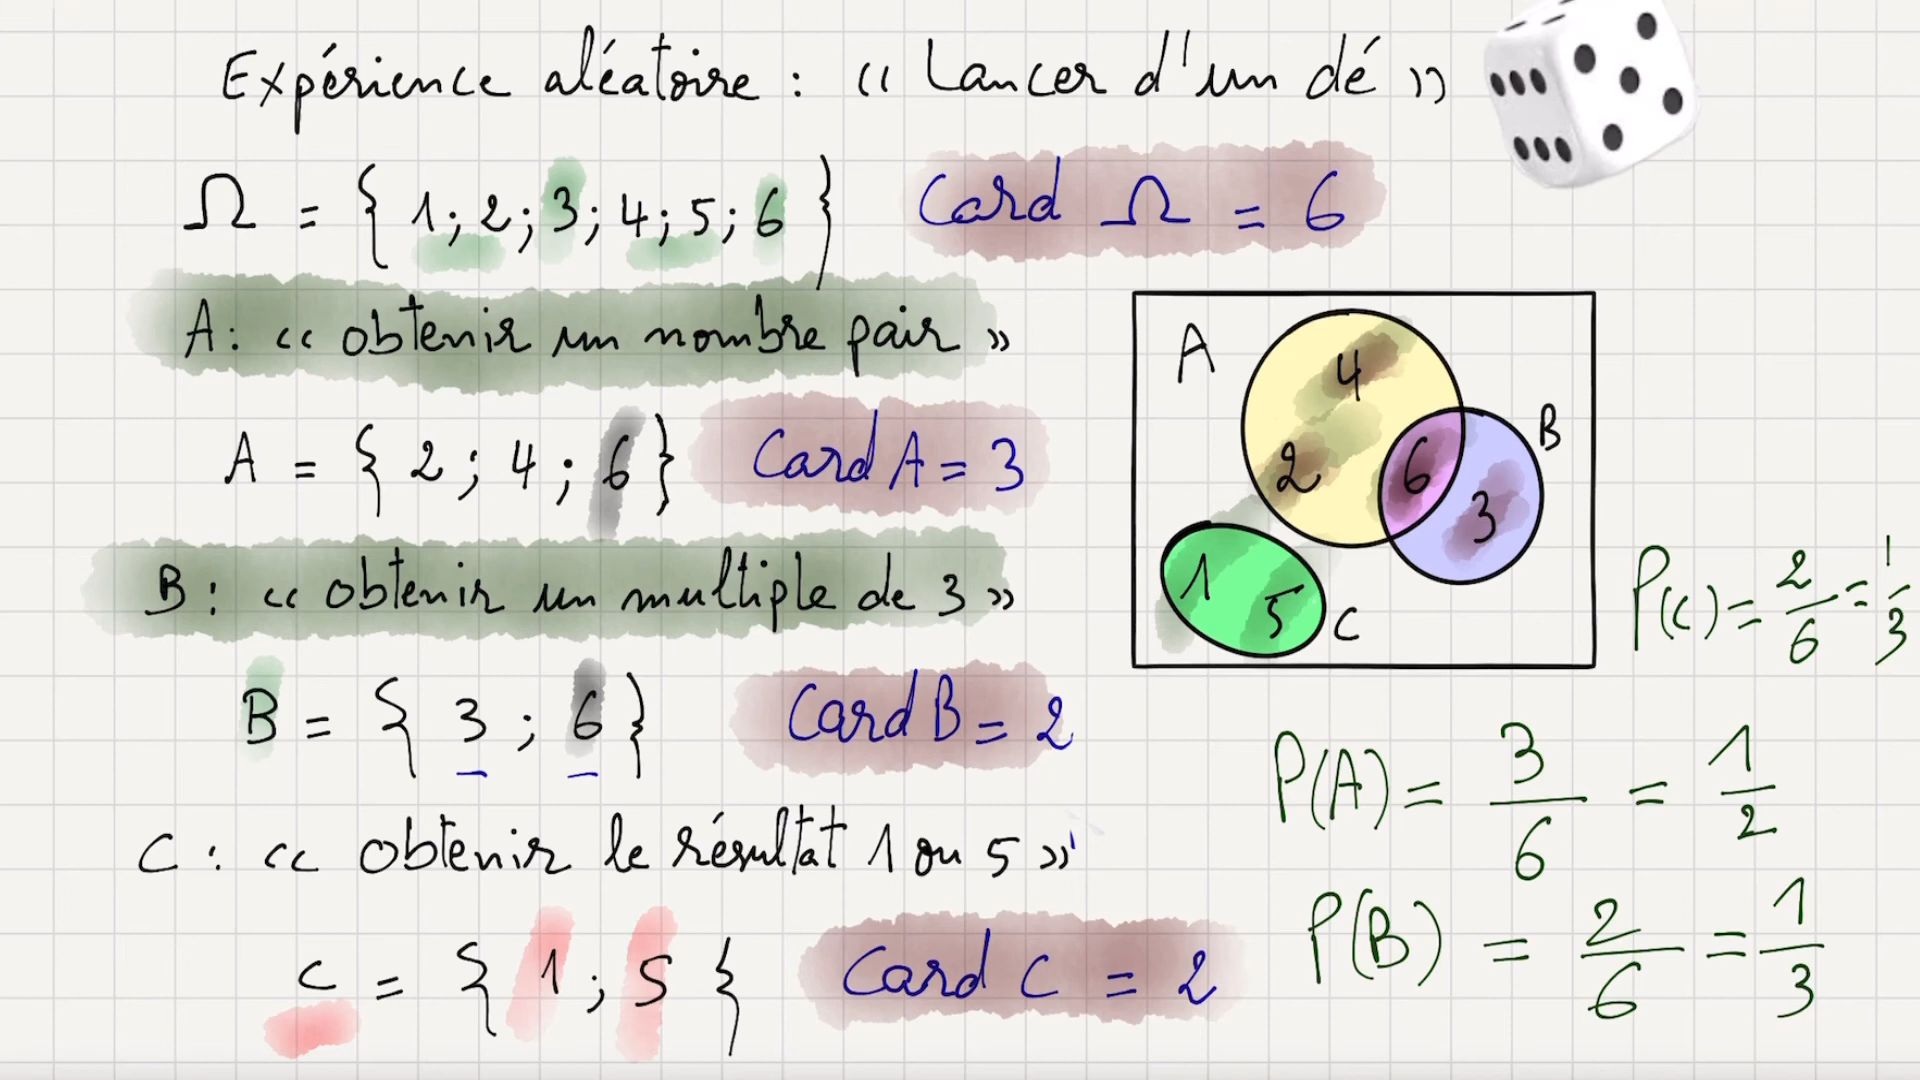 Expérience aléatoire : « Lancer d'un dé »
Ω = { 1; 2; 3; 4; 5; 6 } Card Ω = 6
A : « obtenir un nombre pair »
A = { 2 ; 4 ; 6 } Card A = 3
B : « obtenir un multiple de 3 »
B = { 3 ; 6 } Card B = 2
C : « obtenir le résultat 1 ou 5 »
C = { 1 ; 5 } Card C = 2
A
4
B
2
6
3
1
5
C
P(C) = 2/6 = 1/3
P(A) = 3/6 = 1/2
P(B) = 2/6 = 1/3